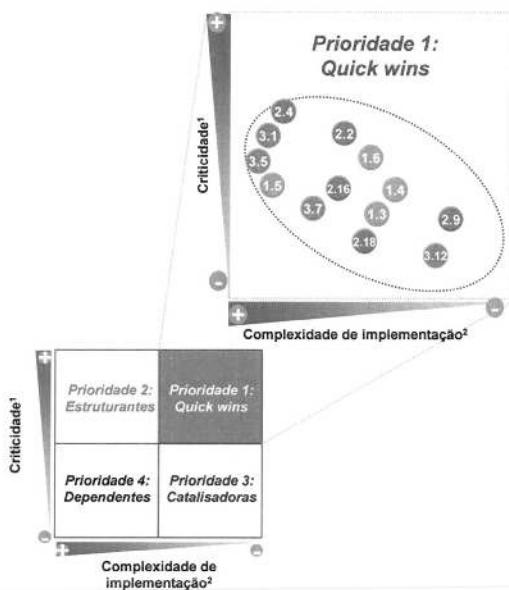 Prioridade 1:
Quick wins
Criticidade¹
2.4
3.1
2.2
3.5
1.6
1.5
2.16
1.4
3.7
1.3
2.9
2.18
3.12
Complexidade de implementação²
Criticidade¹
Prioridade 2:
Estruturantes
Prioridade 1:
Quick wins
Prioridade 4:
Dependentes
Prioridade 3:
Catalisadoras
Complexidade de
implementação²